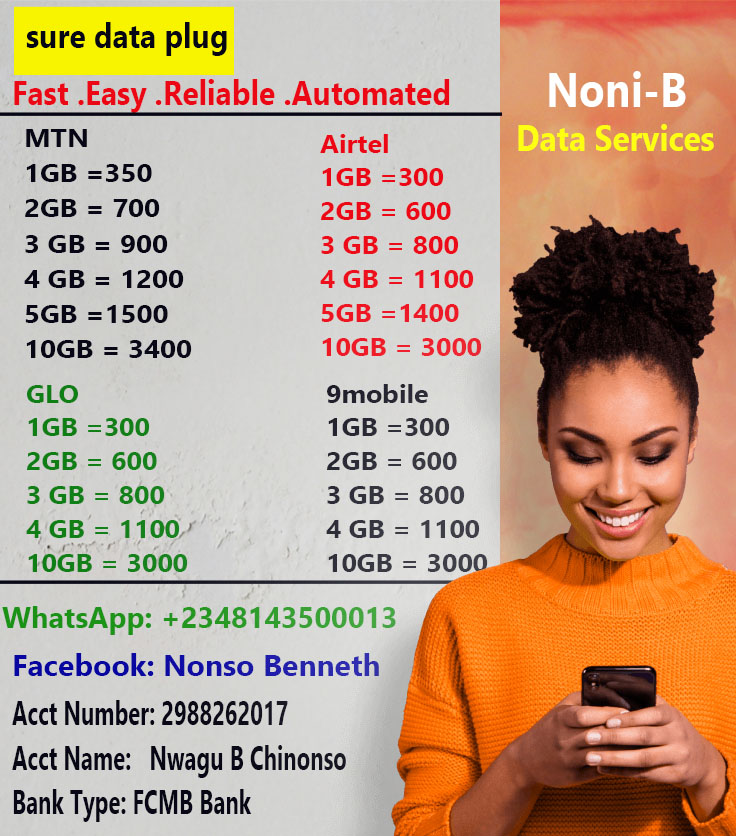 sure data plug
Fast .Easy .Reliable .Automated
Noni-B
Data Services
MTN
1GB =350
2GB = 700
3 GB = 900
4 GB = 1200
5GB =1500
10GB = 3400
Airtel
1GB =300
2GB = 600
3 GB = 800
4 GB = 1100
5GB =1400
10GB = 3000
GLO
1GB =300
2GB = 600
3 GB = 800
4 GB = 1100
10GB = 3000
9mobile
1GB =300
2GB = 600
3 GB = 800
4 GB = 1100
10GB = 3000
WhatsApp: +2348143500013
Facebook: Nonso Benneth
Acct Number: 2988262017
Acct Name: Nwagu B Chinonso
Bank Type: FCMB Bank